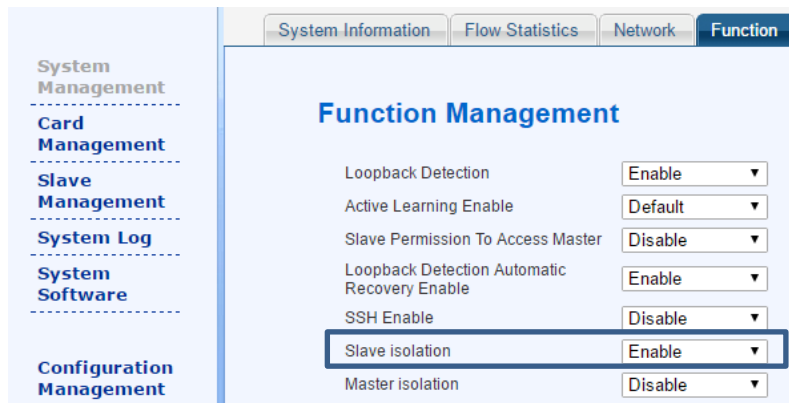 System Information Flow Statistics Network Function
System
Management
Card
Management
Slave
Management
System Log
System
Software
Configuration
Management
Function Management
Loopback Detection Enable
Active Learning Enable Default
Slave Permission To Access Master Disable
Loopback Detection Automatic
Recovery Enable Enable
SSH Enable Disable
Slave isolation Enable
Master isolation Disable